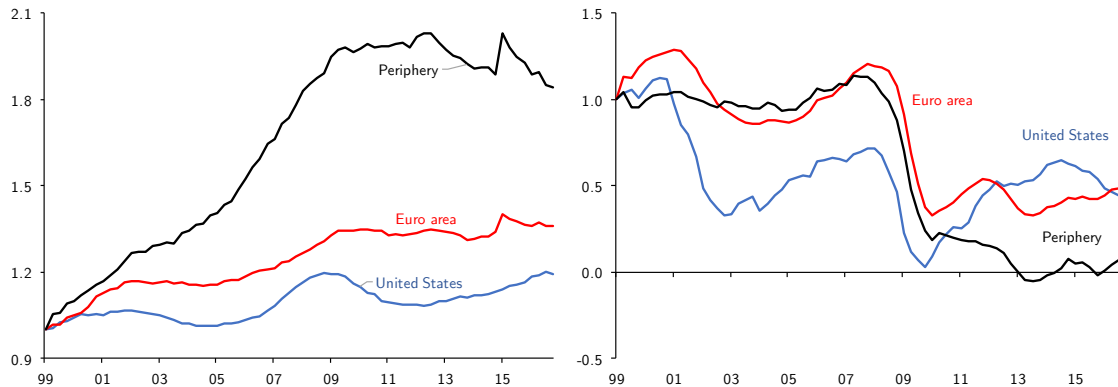 2.1
1.8
1.5
1.2
0.9
Periphery
Euro area
United States
99 01 03 05 07 09 11 13 15
1.5
1.0
0.5
0.0
-0.5
Euro area
United States
Periphery
99 01 03 05 07 09 11 13 15